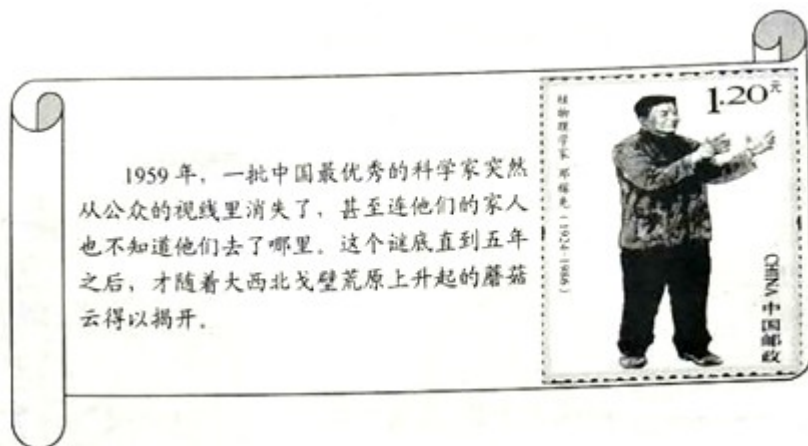 1959年，一批中国最优秀的科学家突然
从公众的视线里消失了，甚至连他们的家人
也不知道他们去了哪里。这个谜底直到五年
之后，才随着大西北戈壁荒原上升起的蘑菇
云得以揭开。
1.20元
核物理学家 邓稼先（1924-1986）
CHINA 中国邮政